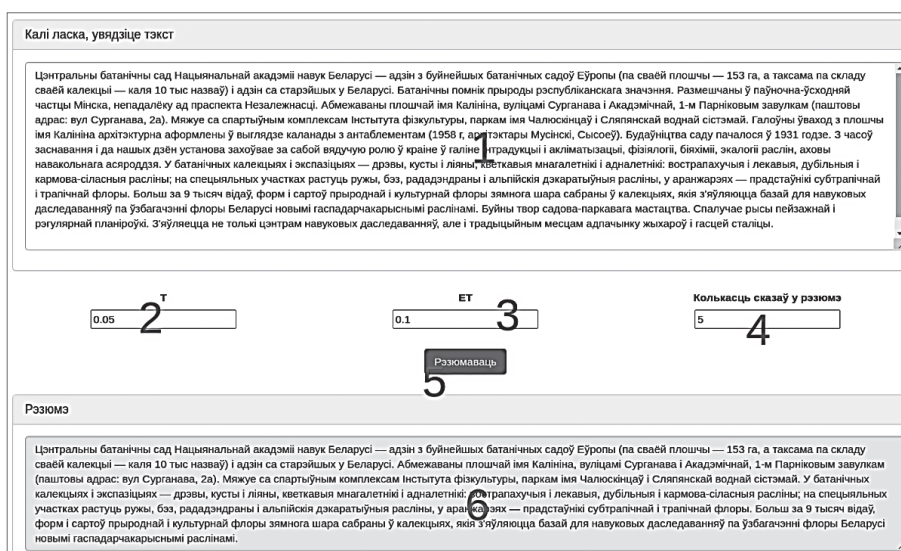 Калі ласка, увядзіце тэкст
Цэнтральны батанічны сад Нацыянальнай акадэміі навук Беларусі — адзін з буйнейшых батанічных садоў Еўропы (па сваёй плошчы — 153 га, а таксама па складу
сваёй калекцыі — каля 10 тыс назваў) і адзін са старэйшых у Беларусі. Батанічны помнік прыроды рэспубліканскага значэння. Размешчаны ў паўночна-ўсходняй
частцы Мінска, непадалёку ад праспекта Незалежнасці. Абмежаваны плошчай імя Калініна, вуліцамі Сурганава і Акадэмічнай, 1-м Парніковым завулкам (паштовы
адрас: вул Сурганава, 2а). Мяжуе са спартыўным комплексам Інстытута фізкультуры, паркам імя Чалюскінцаў і Сляпянскай воднай сістэмай. Галоўны ўваход з плошчы
імя Калініна архітэктурна аформлены ў выглядзе каланады з антаблементам (1958 г, архітэктары Мусінскі, Сысоеў). Будаўніцтва саду пачалося ў 1931 годзе. З часоў
заснавання і да нашых дзён установа захоўвае за сабой вядучую ролю ў краіне ў галіне інтрадукцыі і акліматызацыі, фізіялогіі, біяхіміі, экалогіі раслін, аховы
навакольнага асяроддзя. У батанічных калекцыях і экспазіцыях — дрэвы, кусты і ліяны, кветкавыя мнагалетнікі і адналетнікі: вострапахучыя і лекавыя, дубільныя і
кармова-сіласныя расліны; на спецыяльных участках растуць ружы, бэз, рададэндраны і альпійскія дэкаратыўныя расліны, у аранжарэях — прадстаўнікі субтрапічнай
і трапічнай флоры. Больш за 9 тысяч відаў, форм і сартоў прыроднай і культурнай флоры зямнога шара сабраны ў калекцыях, якія з'яўляюцца базай для навуковых
даследаванняў па ўзбагачэнні флоры Беларусі новымі гаспадарчакарыснымі раслінамі. Буйны твор садова-паркавага мастацтва. Спалучае рысы пейзажнай і
рэгулярнай планіроўкі. З'яўляецца не толькі цэнтрам навуковых даследаванняў, але і традыцыйным месцам адпачынку жыхароў і гасцей сталіцы.
1
T ET Колькасць сказаў у рэзюмэ
0.05 2 0.1 3 5 4
Рэзюмаваць
5
Рэзюмэ
Цэнтральны батанічны сад Нацыянальнай акадэміі навук Беларусі — адзін з буйнейшых батанічных садоў Еўропы (па сваёй плошчы — 153 га, а таксама па складу
сваёй калекцыі — каля 10 тыс назваў) і адзін са старэйшых у Беларусі. Абмежаваны плошчай імя Калініна, вуліцамі Сурганава і Акадэмічнай, 1-м Парніковым завулкам
(паштовы адрас: вул Сурганава, 2а). Мяжуе са спартыўным комплексам Інстытута фізкультуры, паркам імя Чалюскінцаў і Сляпянскай воднай сістэмай. У батанічных
калекцыях і экспазіцыях — дрэвы, кусты і ліяны, кветкавыя мнагалетнікі і адналетнікі: вострапахучыя і лекавыя, дубільныя і кармова-сіласныя расліны; на спецыяльных
участках растуць ружы, бэз, рададэндраны і альпійскія дэкаратыўныя расліны, у аранжарэях — прадстаўнікі субтрапічнай і трапічнай флоры. Больш за 9 тысяч відаў,
форм і сартоў прыроднай і культурнай флоры зямнога шара сабраны ў калекцыях, якія з'яўляюцца базай для навуковых даследаванняў па ўзбагачэнні флоры Беларусі
новымі гаспадарчакарыснымі раслінамі.
6